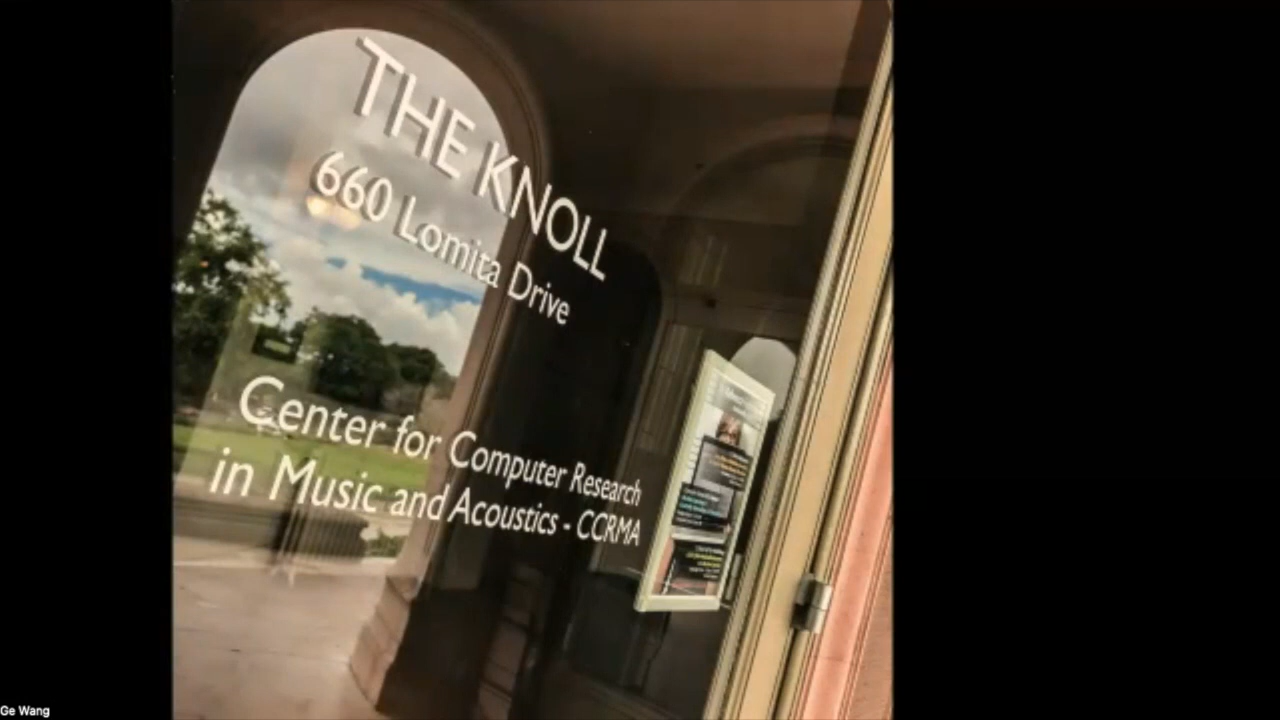 THE KNOLL
660 Lomita Drive
Center for Computer Research
in Music and Acoustics - CCRMA
Ge Wang